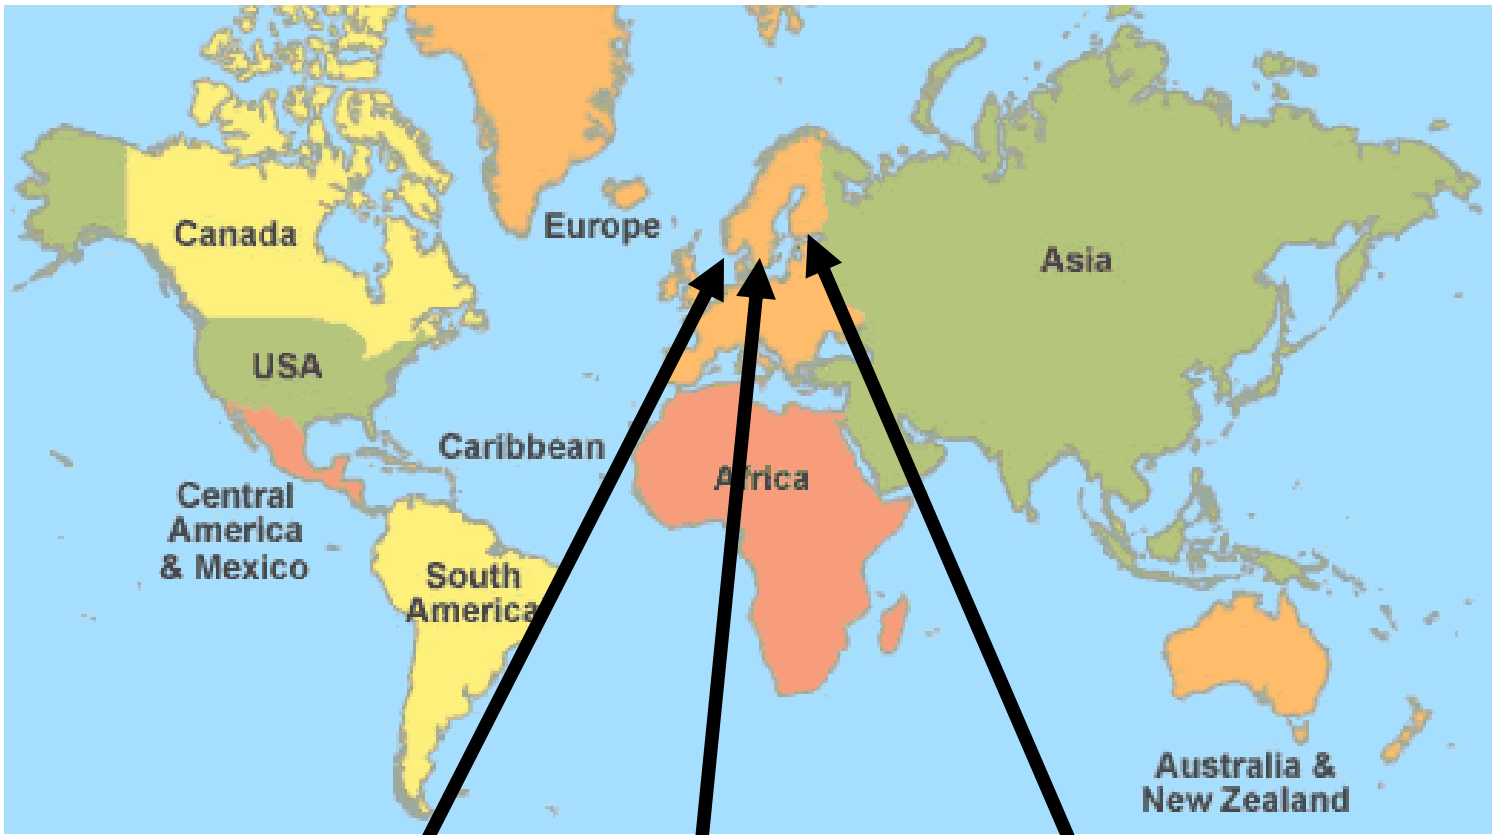 Canada
Europe
Asia
USA
Caribbean
Africa
Central
America
& Mexico
South
America
Australia &
New Zealand